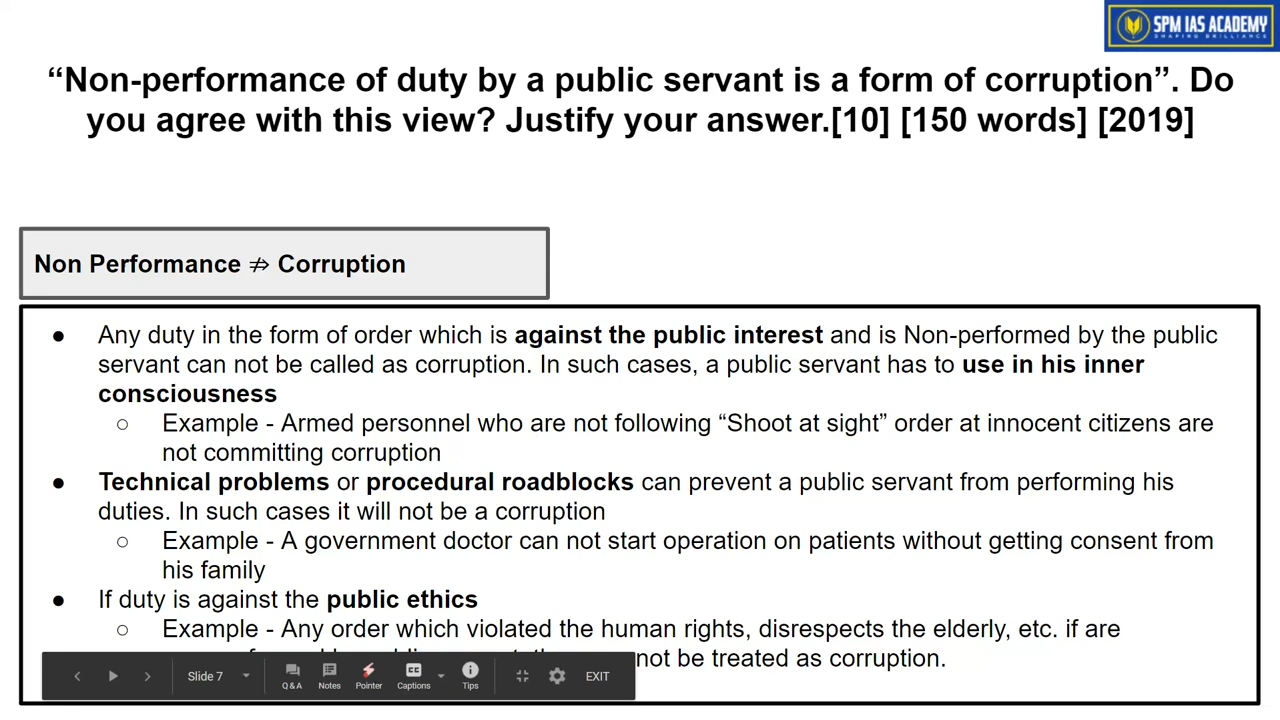 SPM IAS ACADEMY
SHAPING BRILLIANCE
“Non-performance of duty by a public servant is a form of corruption”. Do
you agree with this view? Justify your answer.[10] [150 words] [2019]
Non Performance ⇏ Corruption
● Any duty in the form of order which is against the public interest and is Non-performed by the public
servant can not be called as corruption. In such cases, a public servant has to use in his inner
consciousness
○ Example - Armed personnel who are not following “Shoot at sight” order at innocent citizens are
not committing corruption
● Technical problems or procedural roadblocks can prevent a public servant from performing his
duties. In such cases it will not be a corruption
○ Example - A government doctor can not start operation on patients without getting consent from
his family
● If duty is against the public ethics
○ Example - Any order which violated the human rights, disrespects the elderly, etc. if are
not be treated as corruption.
Slide 7
Q & A
Notes
Pointer
Captions
Tips
EXIT